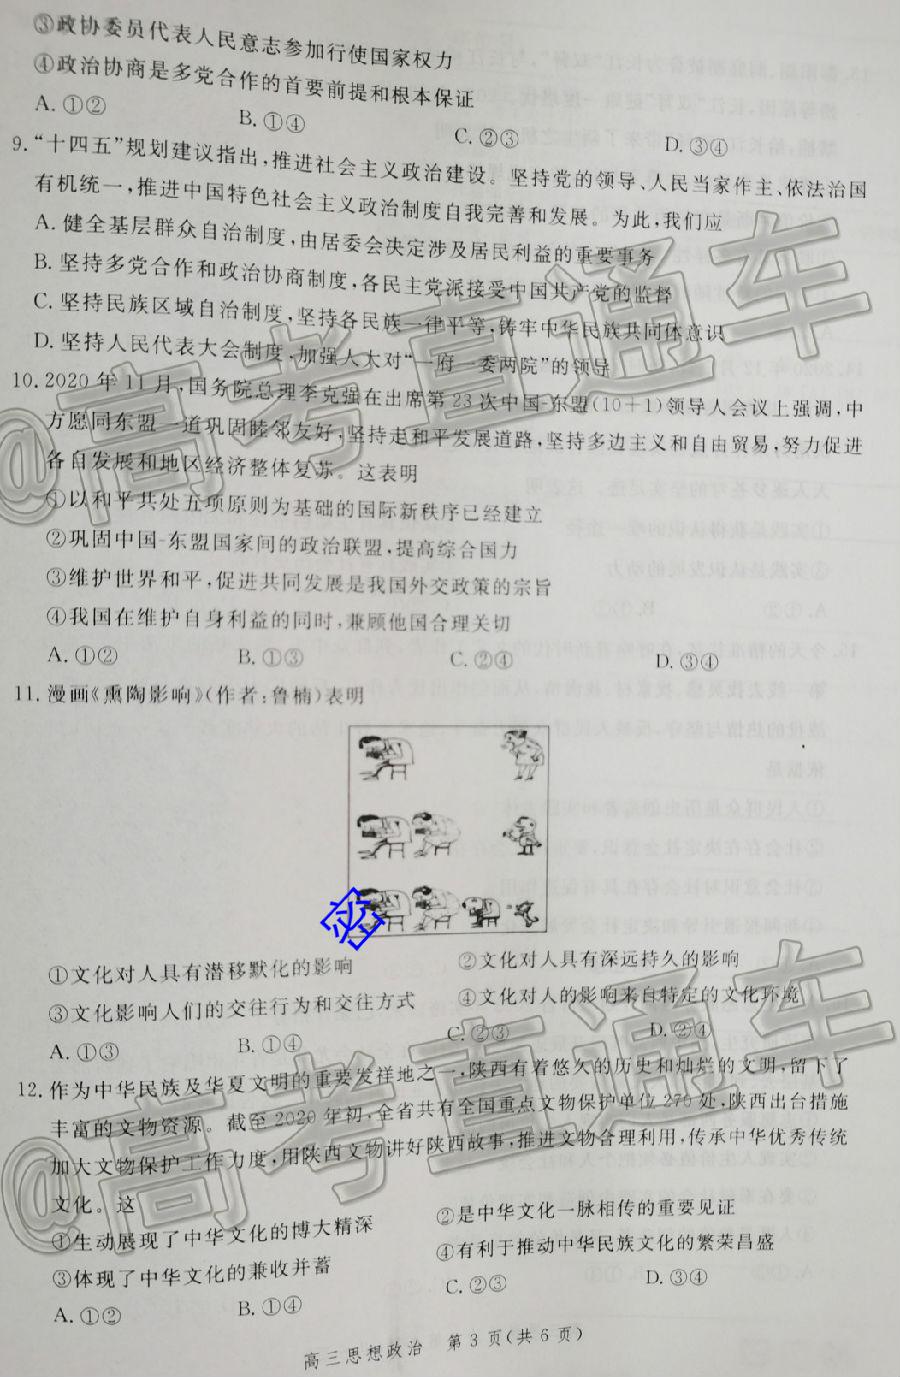 ③政协委员代表人民意志参加行使国家权力
④政治协商是多党合作的首要前提和根本保证
A. ①② B. ①④ C. ②③ D. ③④
9. “十四五”规划建议指出，推进社会主义政治建设。坚持党的领导、人民当家作主、依法治国
有机统一，推进中国特色社会主义政治制度自我完善和发展。为此，我们应
A. 健全基层群众自治制度，由居委会决定涉及居民利益的重要事务
B. 坚持多党合作和政治协商制度，各民主党派接受中国共产党的监督
C. 坚持民族区域自治制度，坚持各民族一律平等，铸牢中华民族共同体意识
D. 坚持人民代表大会制度，加强人大对“一府一委两院”的领导
10. 2020年11月，国务院总理李克强在出席第23次中国-东盟(10+1)领导人会议上强调，中
方愿同东盟一道巩固睦邻友好，坚持走和平发展道路，坚持多边主义和自由贸易，努力促进
各自发展和地区经济整体复苏。这表明
①以和平共处五项原则为基础的国际新秩序已经建立
②巩固中国-东盟国家间的政治联盟，提高综合国力
③维护世界和平，促进共同发展是我国外交政策的宗旨
④我国在维护自身利益的同时，兼顾他国合理关切
A. ①② B. ①③ C. ②④ D. ③④
11. 漫画《熏陶影响》(作者：鲁楠)表明
密
①文化对人具有潜移默化的影响 ②文化对人具有深远持久的影响
③文化影响人们的交往行为和交往方式 ④文化对人的影响来自特定的文化环境
A. ①③ B. ①④ C. ②③ D. ②④
12. 作为中华民族及华夏文明的重要发祥地之一，陕西有着悠久的历史和灿烂的文明，留下了
丰富的文物资源。截至2020年初，全省共有全国重点文物保护单位270处，陕西出台措施
加大文物保护工作力度，用陕西文物讲好陕西故事，推进文物合理利用，传承中华优秀传统
文化。这
①生动展现了中华文化的博大精深 ②是中华文化一脉相传的重要见证
③体现了中华文化的兼收并蓄 ④有利于推动中华民族文化的繁荣昌盛
A. ①② B. ①④ C. ②③ D. ③④
高三思想政治 第3页(共6页)
@高考直通车
@高考直通车